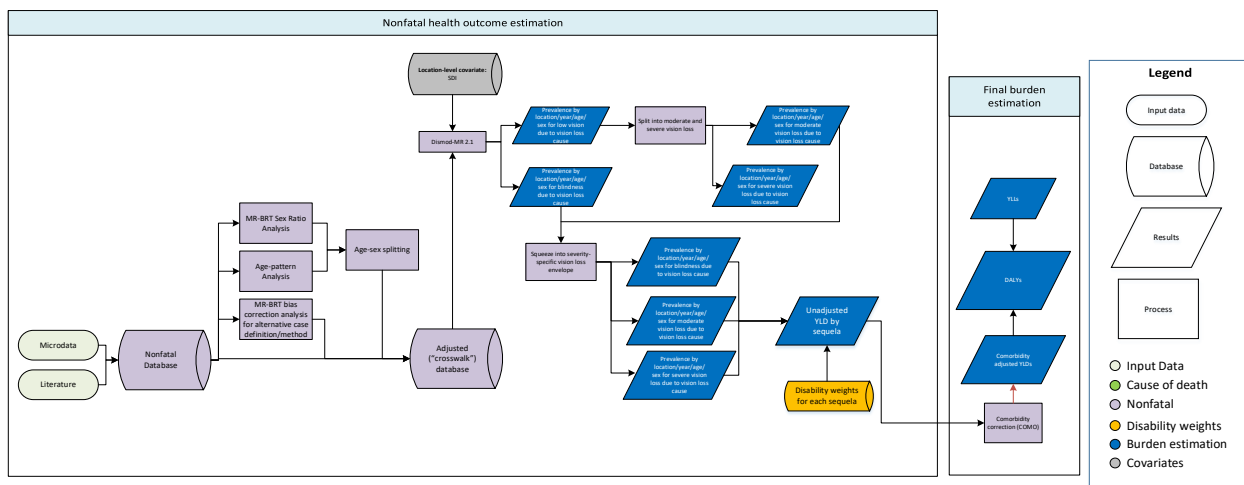 Nonfatal health outcome estimation
Location-level covariate:
SDI
Dismod-MR 2.1
Prevalence by
location/year/age/
sex for low vision
due to vision loss
cause
Split into moderate and
severe vision loss
Prevalence by
location/year/age/
sex for moderate
vision loss due to
vision loss cause
Prevalence by
location/year/age/
sex for blindness
due to vision loss
cause
Prevalence by
location/year/age/
sex for severe vision
loss due to vision loss
cause
MR-BRT Sex Ratio
Analysis
Age-pattern
Analysis
MR-BRT bias
correction analysis
for alternative case
definition/method
Age-sex splitting
Microdata
Literature
Nonfatal
Database
Adjusted
("crosswalk")
database
Squeeze into severity-
specific vision loss
envelope
Prevalence by
location/year/age/
sex for blindness due
to vision loss cause
Prevalence by
location/year/age/
sex for moderate
vision loss due to
vision loss cause
Prevalence by
location/year/age/
sex for severe vision
loss due to vision loss
cause
Unadjusted
YLD by
sequela
Disability weights
for each sequela
Final burden
estimation
YLLs
DALYs
Comorbidity
adjusted YLDs
Comorbidity
correction (COMO)
Legend
Input data
Database
Results
Process
Input Data
Cause of death
Nonfatal
Disability weights
Burden estimation
Covariates